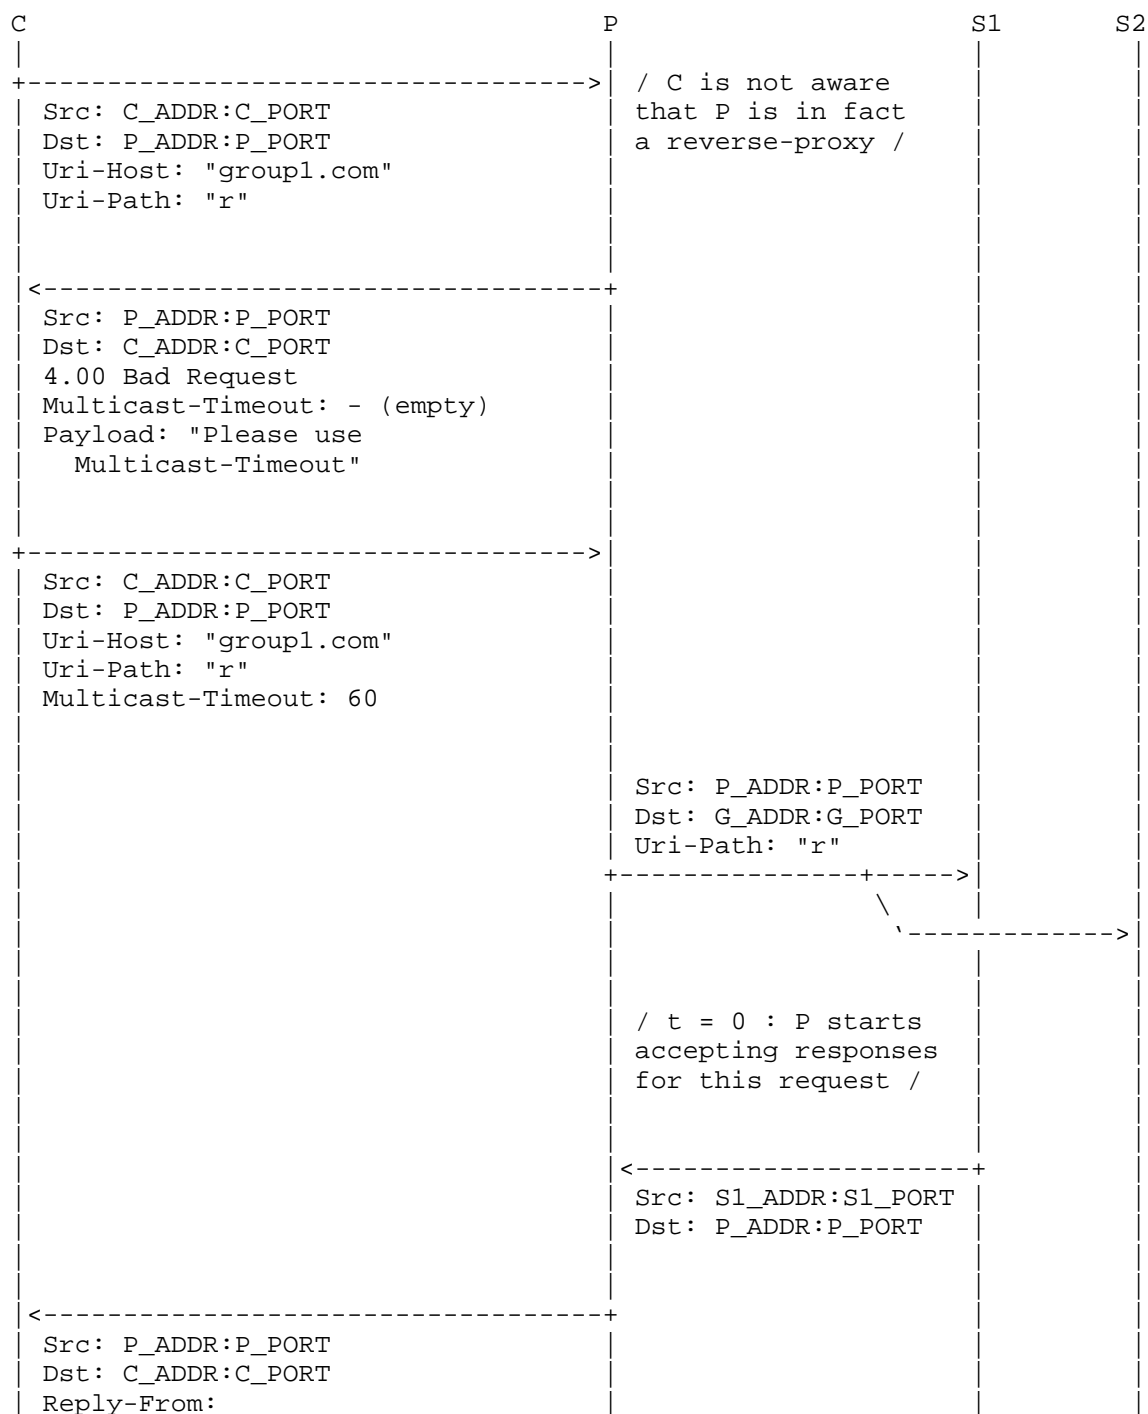 C P S1 S2
/ C is not aware
Src: C_ADDR:C_PORT that P is in fact
Dst: P_ADDR:P_PORT a reverse-proxy /
Uri-Host: "group1.com"
Uri-Path: "r"
Src: P_ADDR:P_PORT
Dst: C_ADDR:C_PORT
4.00 Bad Request
Multicast-Timeout: - (empty)
Payload: "Please use
Multicast-Timeout"
Src: C_ADDR:C_PORT
Dst: P_ADDR:P_PORT
Uri-Host: "group1.com"
Uri-Path: "r"
Multicast-Timeout: 60
Src: P_ADDR:P_PORT
Dst: G_ADDR:G_PORT
Uri-Path: "r"
/ t = 0 : P starts
accepting responses
for this request /
Src: S1_ADDR:S1_PORT
Dst: P_ADDR:P_PORT
Src: P_ADDR:P_PORT
Dst: C_ADDR:C_PORT
Reply-From: